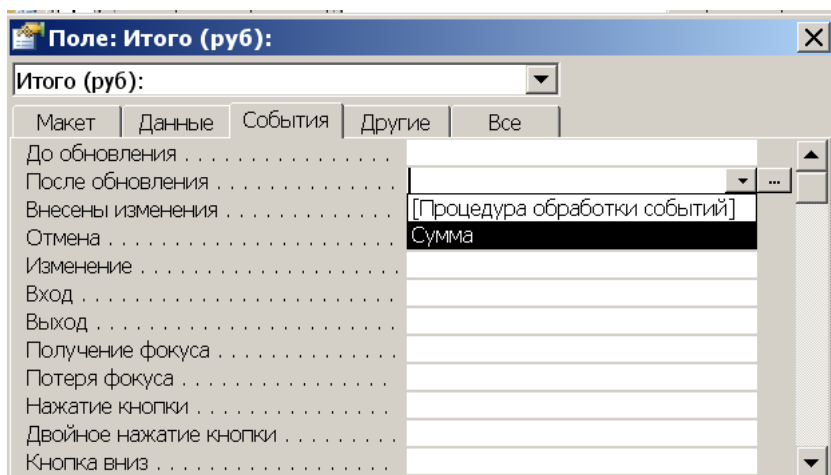 Поле: Итого (руб):
Итого (руб):
Макет Данные События Другие Все
До обновления . . . . . . . . . . . . . . . .
После обновления . . . . . . . . . . . . . ...
Внесены изменения . . . . . . . . . . . . [Процедура обработки событий]
Отмена . . . . . . . . . . . . . . . . . . . . . . Сумма
Изменение . . . . . . . . . . . . . . . . . . . .
Вход . . . . . . . . . . . . . . . . . . . . . . . .
Выход . . . . . . . . . . . . . . . . . . . . . . .
Получение фокуса . . . . . . . . . . . . . .
Потеря фокуса . . . . . . . . . . . . . . . .
Нажатие кнопки . . . . . . . . . . . . . . .
Двойное нажатие кнопки . . . . . . . . .
Кнопка вниз . . . . . . . . . . . . . . . . . .